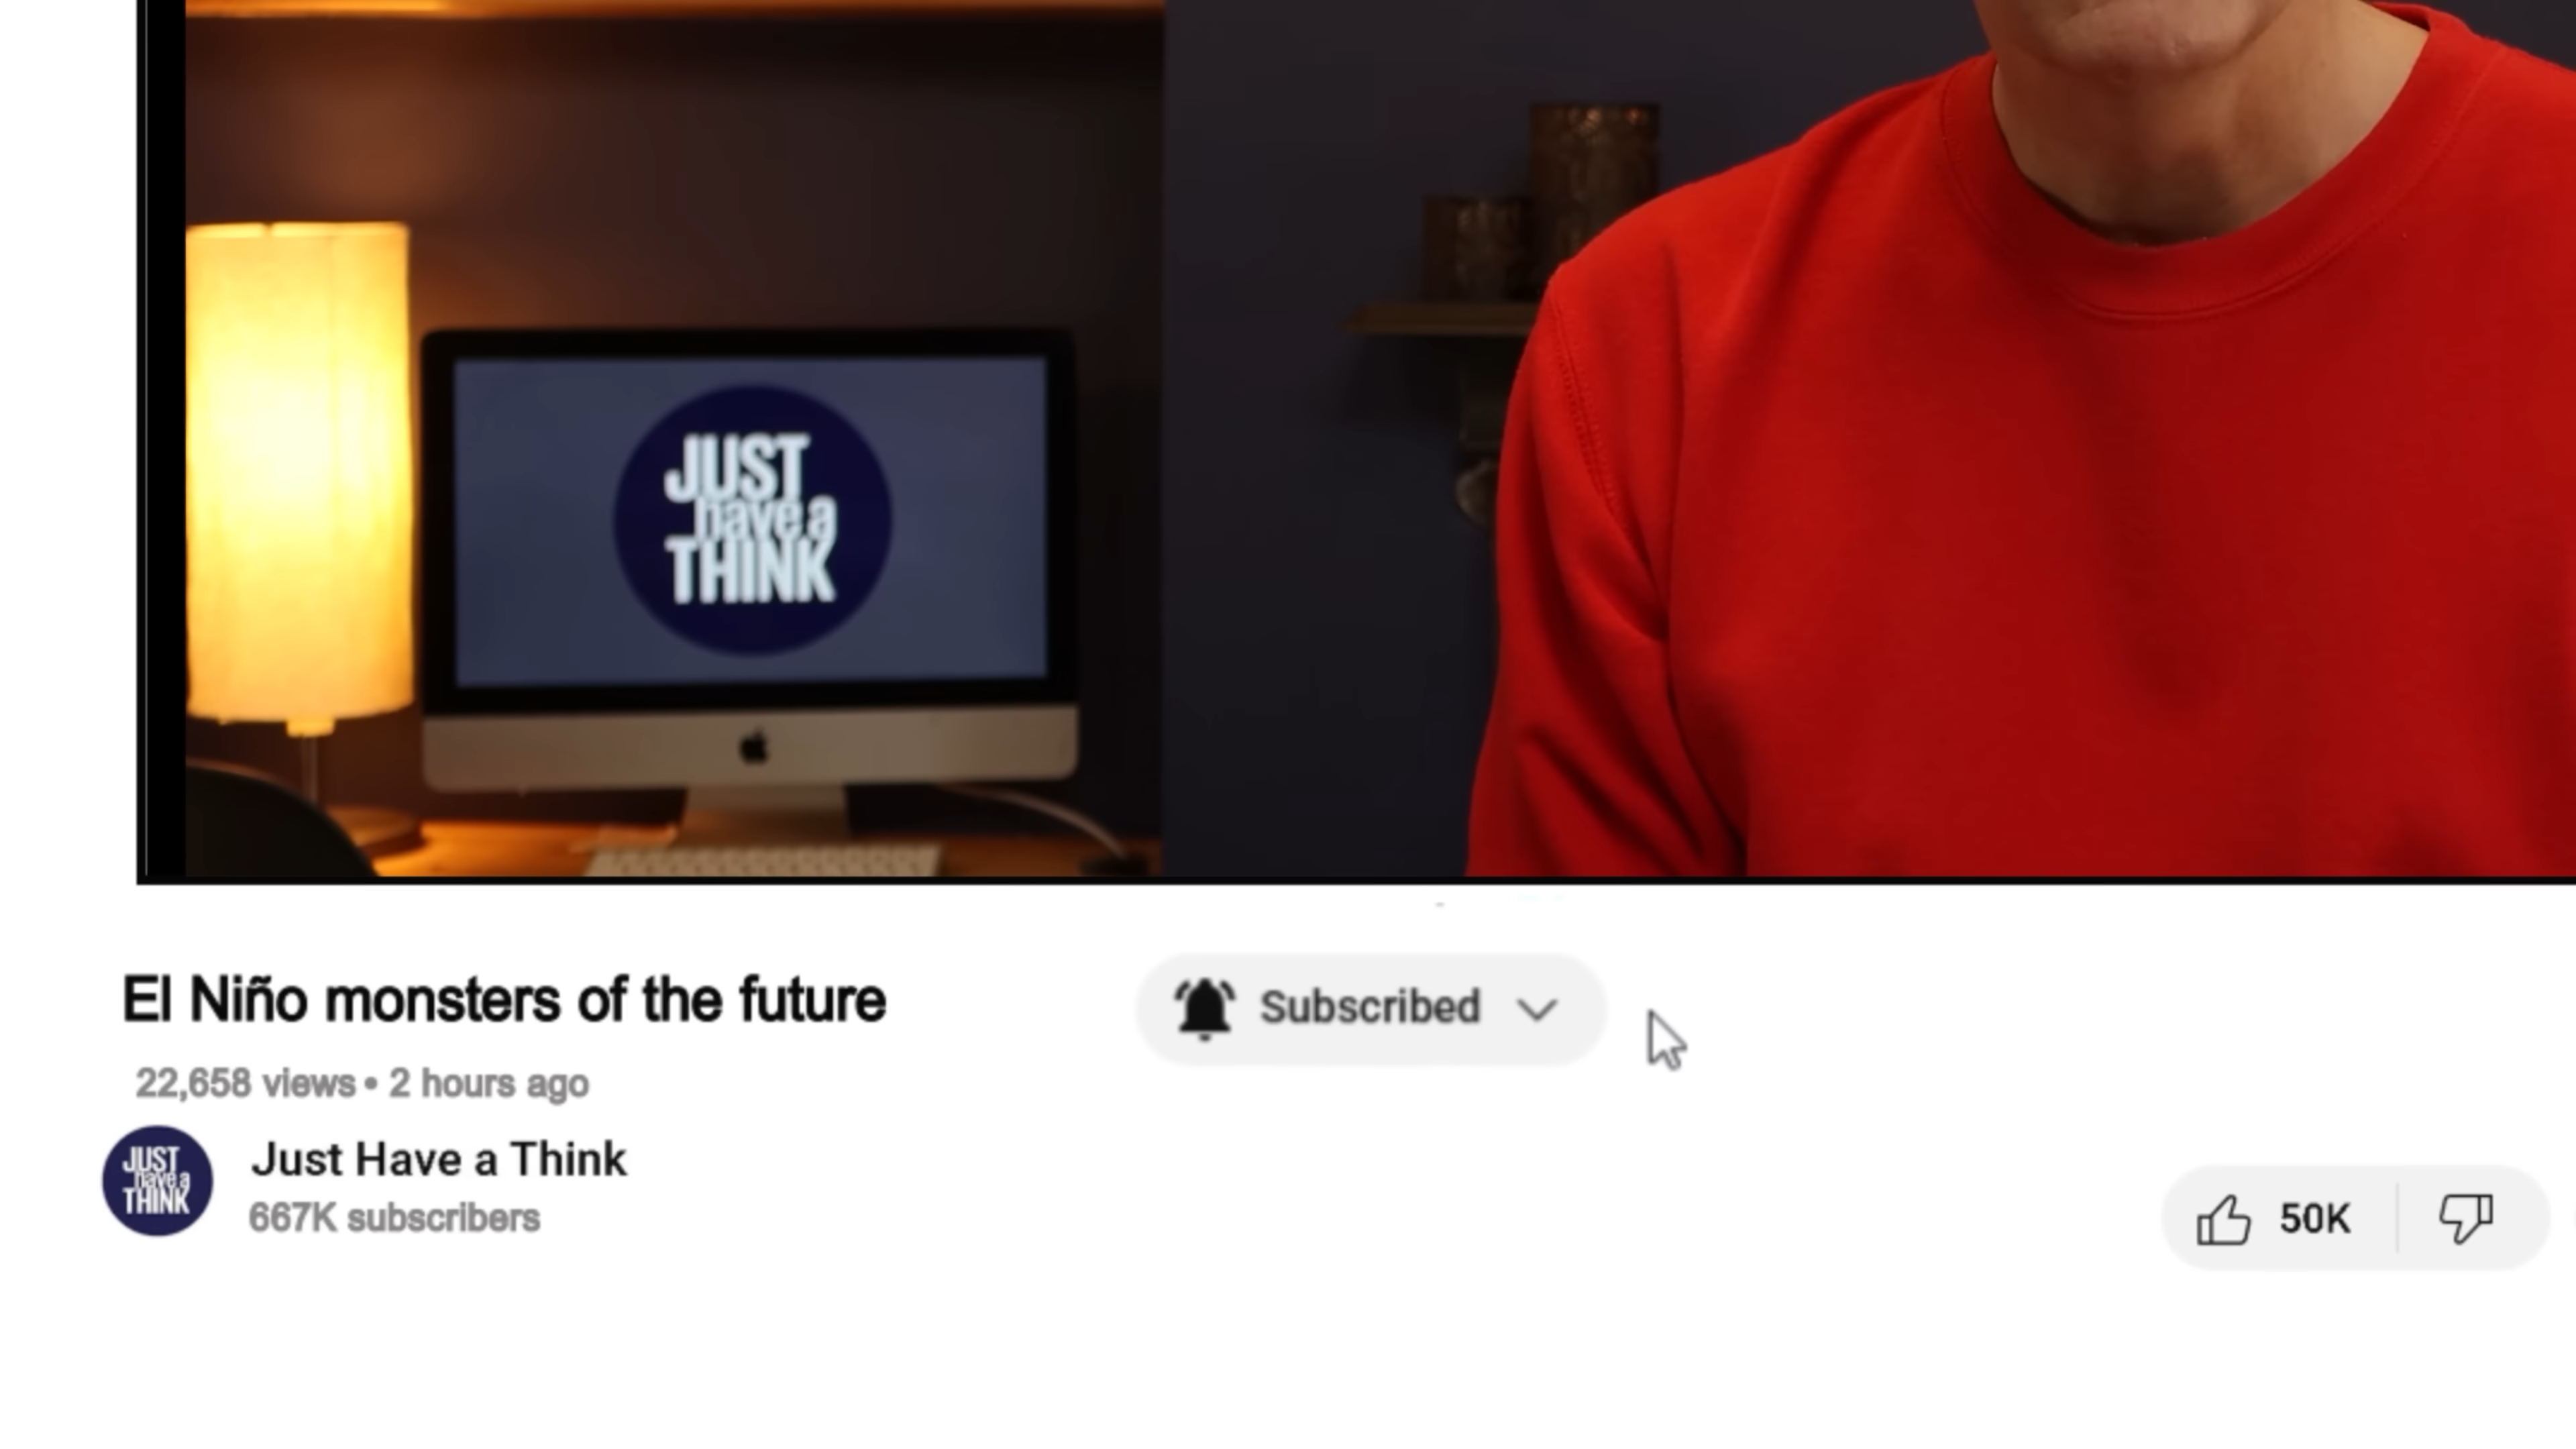 JUST
have a
THINK
El Niño monsters of the future
Subscribed
22,658 views • 2 hours ago
JUST
have a
THINK
Just Have a Think
667K subscribers
50K